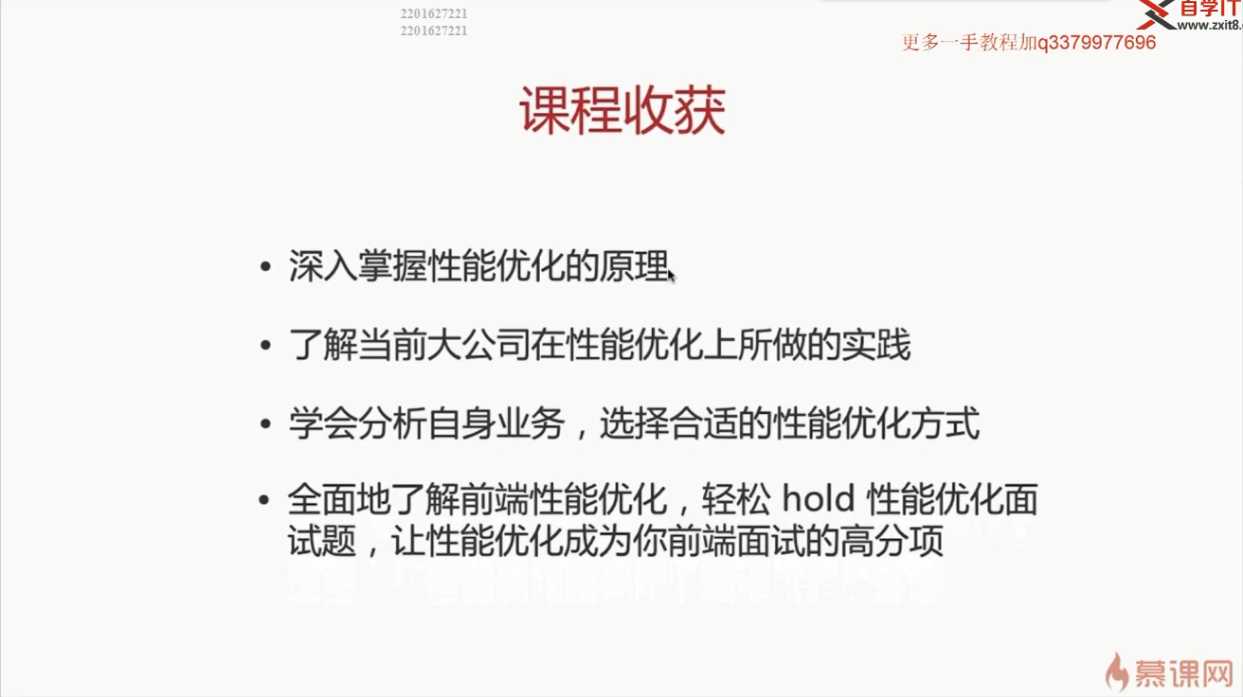 2201627221
2201627221
自学IT
www.zxit8.
更多一手教程加q3379977696
课程收获
• 深入掌握性能优化的原理
• 了解当前大公司在性能优化上所做的实践
• 学会分析自身业务，选择合适的性能优化方式
• 全面地了解前端性能优化，轻松 hold 性能优化面
试题，让性能优化成为你前端面试的高分项
慕课网